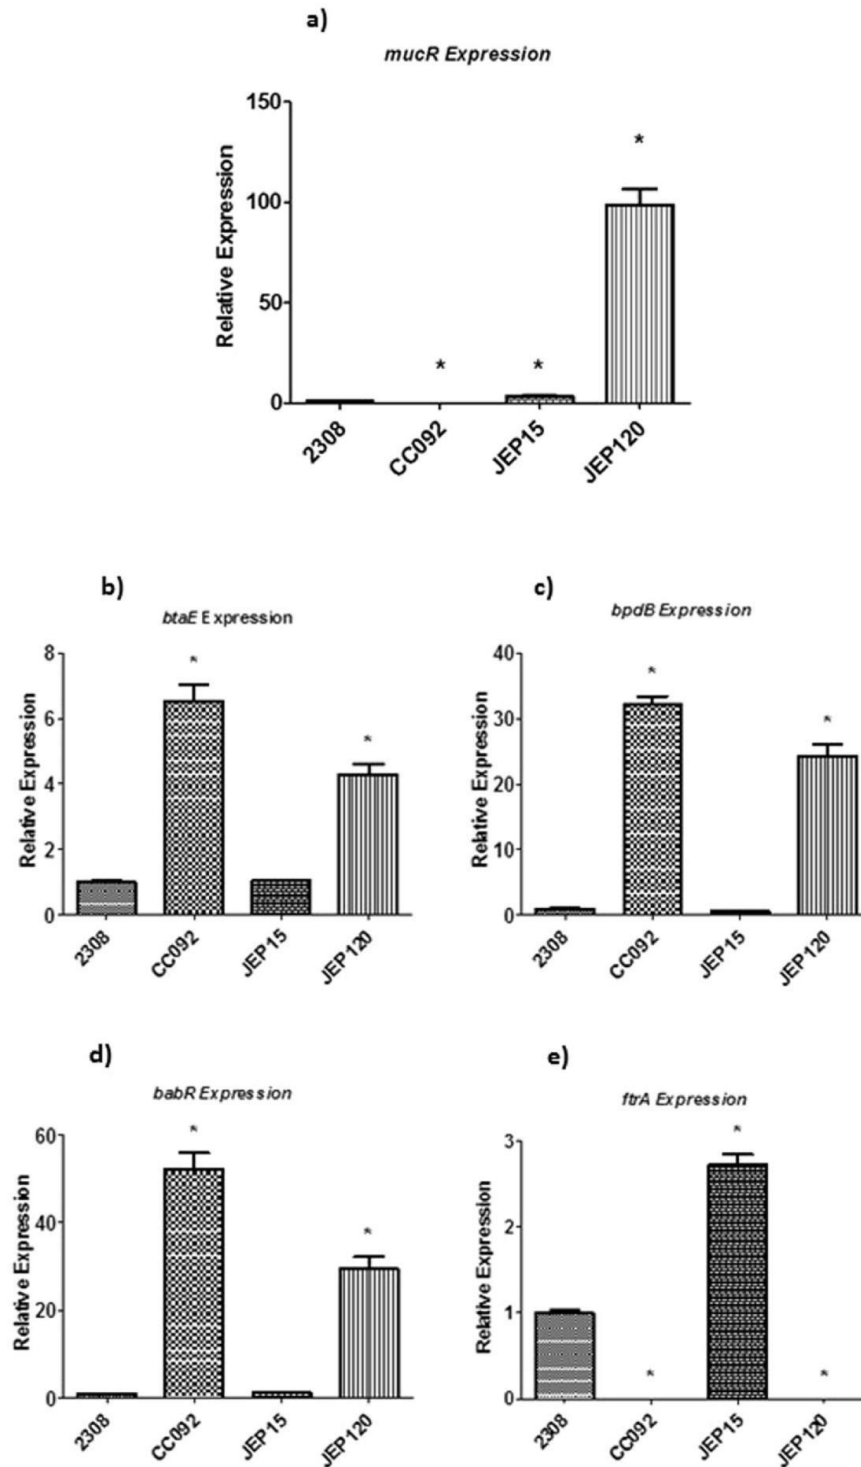 a)
mucR Expression
150
100
50
0
Relative Expression
*
*
*
2308
CC092
JEP15
JEP120
b)
btaE Expression
8
6
4
2
0
Relative Expression
*
*
2308
CC092
JEP15
JEP120
c)
bpdB Expression
40
30
20
10
0
Relative Expression
*
*
2308
CC092
JEP15
JEP120
d)
babR Expression
60
40
20
0
Relative Expression
*
*
2308
CC092
JEP15
JEP120
e)
ftrA Expression
3
2
1
0
Relative Expression
*
*
*
2308
CC092
JEP15
JEP120